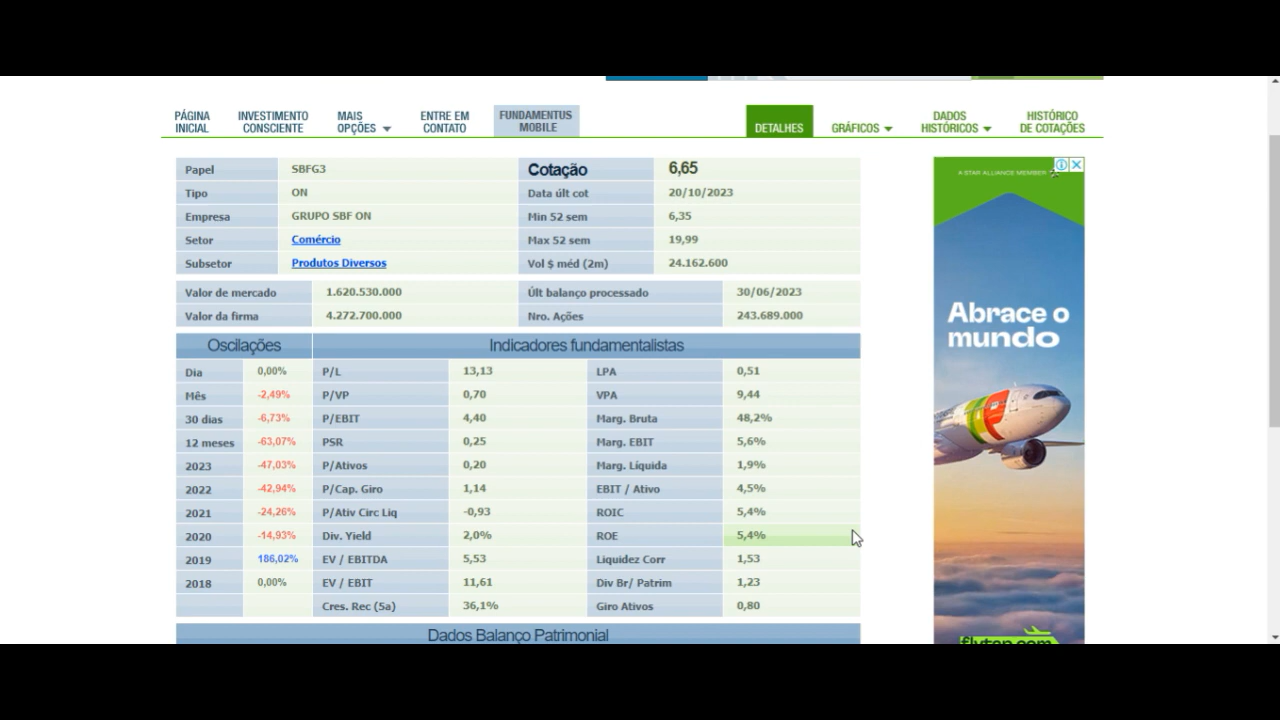 PÁGINA INICIAL
INVESTIMENTO CONSCIENTE
MAIS OPÇÕES
ENTRE EM CONTATO
FUNDAMENTUS MOBILE
DETALHES
GRÁFICOS
DADOS HISTÓRICOS
HISTÓRICO DE COTAÇÕES
Papel SBFG3 Cotação 6,65
Tipo ON Data últ cot 20/10/2023
Empresa GRUPO SBF ON Min 52 sem 6,35
Setor Comércio Max 52 sem 19,99
Subsetor Produtos Diversos Vol $ méd (2m) 24.162.600
Valor de mercado 1.620.530.000 Últ balanço processado 30/06/2023
Valor da firma 4.272.700.000 Nro. Ações 243.689.000
Oscilações Indicadores fundamentalistas
Dia 0,00% P/L 13,13 LPA 0,51
Mês -2,49% P/VP 0,70 VPA 9,44
30 dias -6,73% P/EBIT 4,40 Marg. Bruta 48,2%
12 meses -63,07% PSR 0,25 Marg. EBIT 5,6%
2023 -47,03% P/Ativos 0,20 Marg. Líquida 1,9%
2022 -42,94% P/Cap. Giro 1,14 EBIT / Ativo 4,5%
2021 -24,26% P/Ativ Circ Liq -0,93 ROIC 5,4%
2020 -14,93% Div. Yield 2,0% ROE 5,4%
2019 186,02% EV / EBITDA 5,53 Liquidez Corr 1,53
2018 0,00% EV / EBIT 11,61 Div Br/ Patrim 1,23
Cres. Rec (5a) 36,1% Giro Ativos 0,80
Dados Balanço Patrimonial
A STAR ALLIANCE MEMBER
Abrace o
mundo
TAP
flytap.com